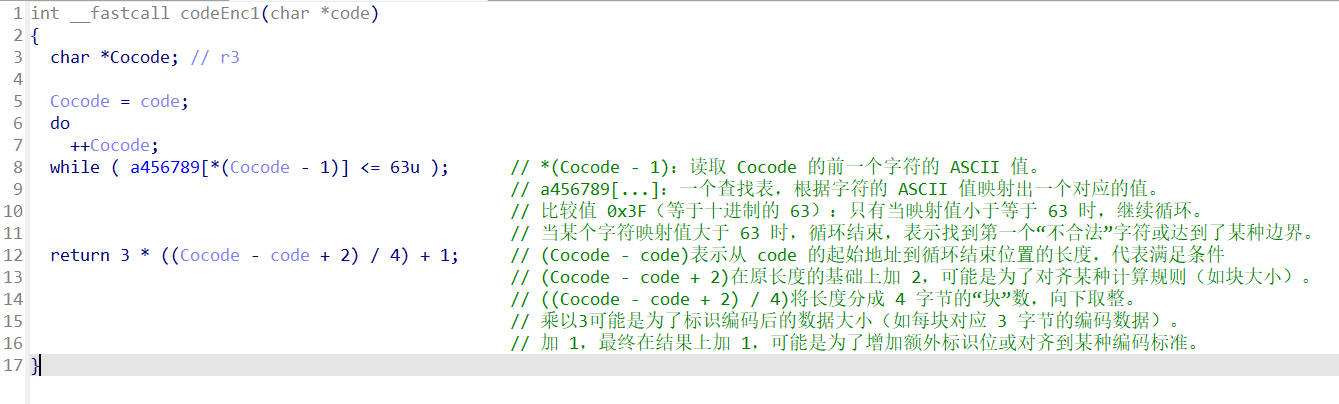 1 int __fastcall codeEnc1(char *code)
2 {
3 char *Cocode; // r3
4
5 Cocode = code;
6 do
7 ++Cocode;
8 while ( a456789[*(Cocode - 1)] <= 63u ); // *(Cocode - 1)：读取 Cocode 的前一个字符的 ASCII 值。
9 // a456789[...]：一个查找表，根据字符的 ASCII 值映射出一个对应的值。
10 // 比较值 0x3F（等于十进制的 63）：只有当映射值小于等于 63 时，继续循环。
11 // 当某个字符映射值大于 63 时，循环结束，表示找到第一个“不合法”字符或达到了某种边界。
12 return 3 * ((Cocode - code + 2) / 4) + 1; // (Cocode - code)表示从 code 的起始地址到循环结束位置的长度，代表满足条件
13 // (Cocode - code + 2)在原长度的基础上加 2，可能是为了对齐某种计算规则（如块大小）。
14 // ((Cocode - code + 2) / 4)将长度分成 4 字节的“块”数，向下取整。
15 // 乘以3可能是为了标识编码后的数据大小（如每块对应 3 字节的编码数据）。
16 // 加 1，最终在结果上加 1，可能是为了增加额外标识位或对齐到某种编码标准。
17 }